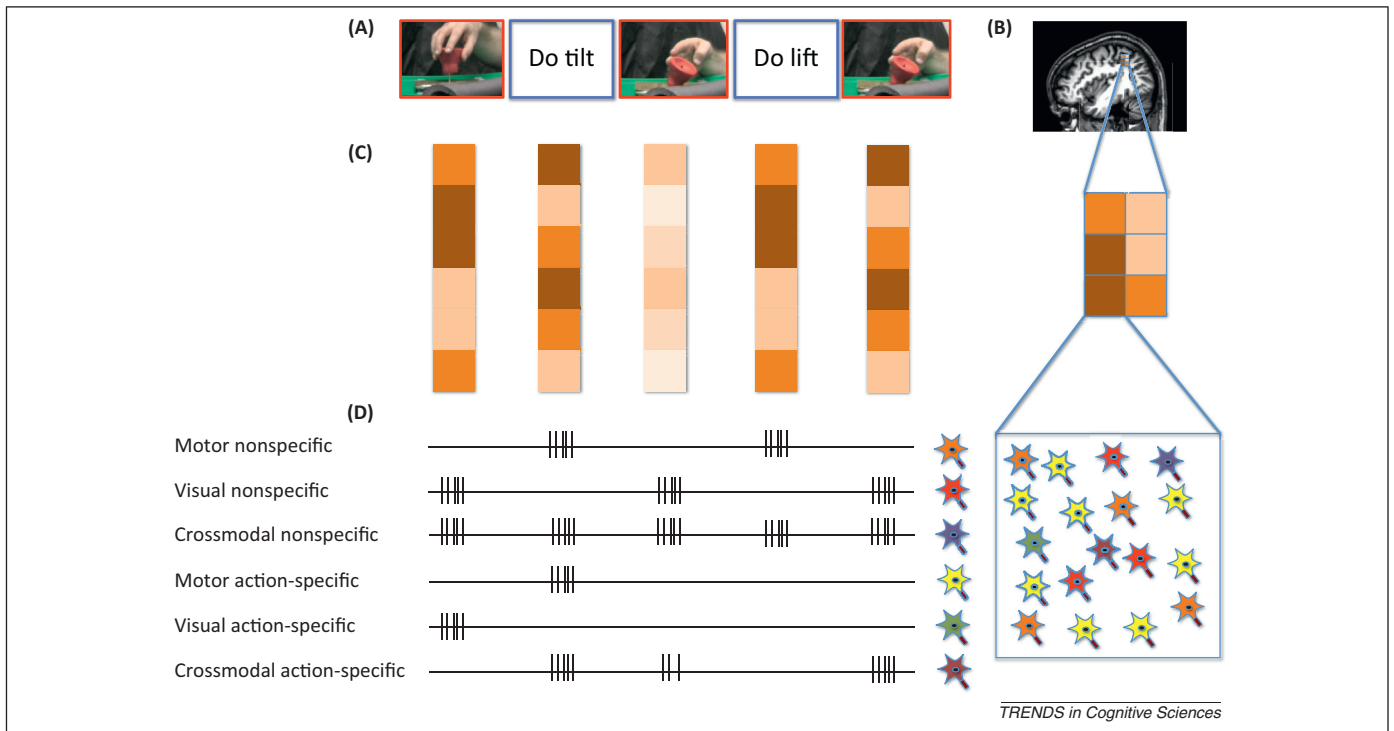 (A)
Do tilt
Do lift
(B)
(C)
(D)
Motor nonspecific
Visual nonspecific
Crossmodal nonspecific
Motor action-specific
Visual action-specific
Crossmodal action-specific
TRENDS in Cognitive Sciences